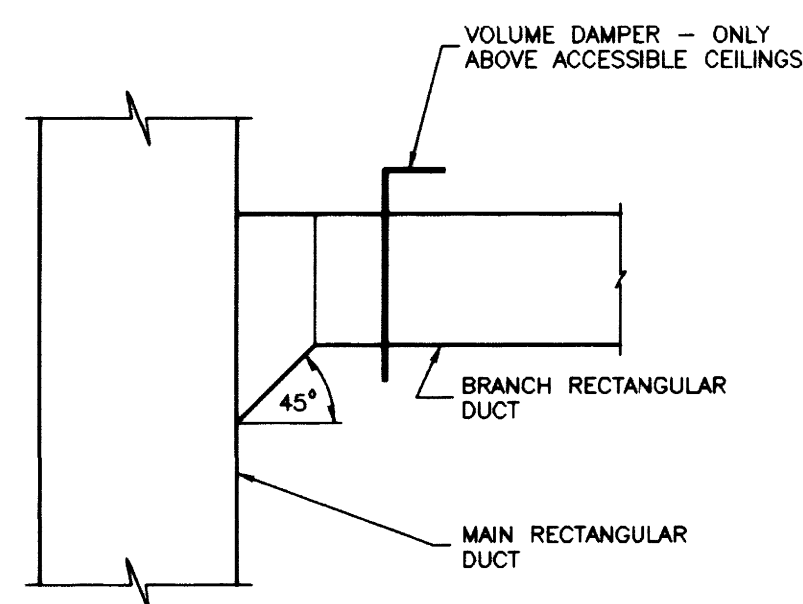 VOLUME DAMPER – ONLY
ABOVE ACCESSIBLE CEILINGS
45°
BRANCH RECTANGULAR
DUCT
MAIN RECTANGULAR
DUCT